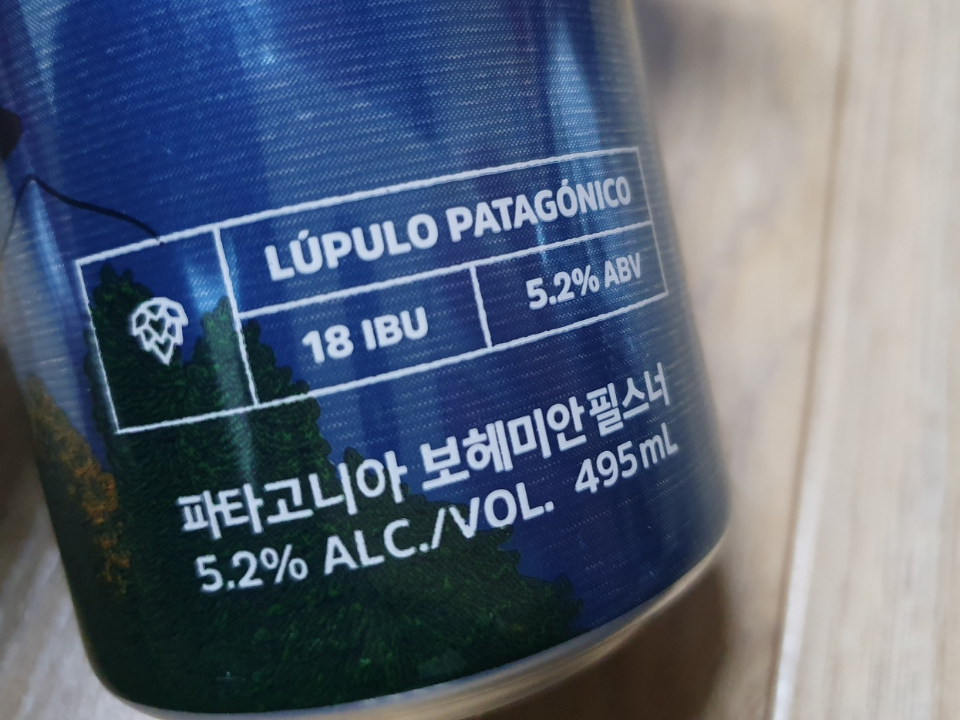 LÚPULO PATAGÓNICO
18 IBU
5.2% ABV
파타고니아 보헤미안 필스너
5.2% ALC./VOL. 495mL